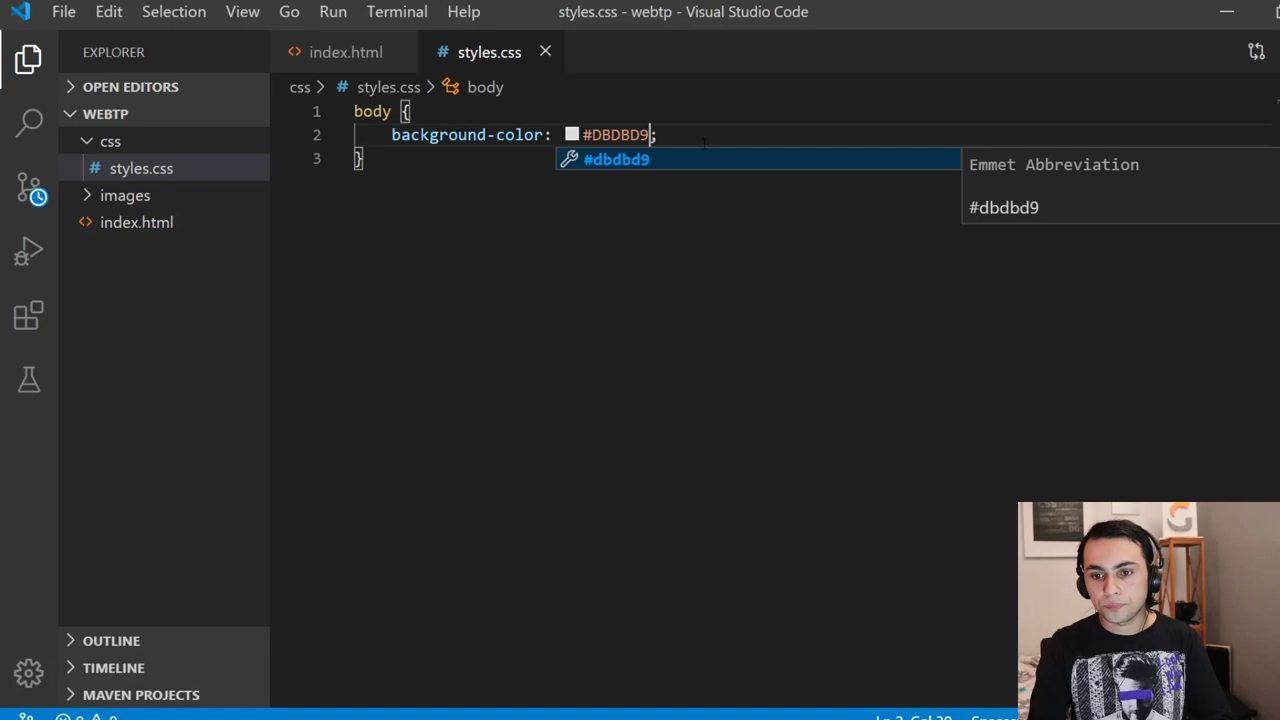 File Edit Selection View Go Run Terminal Help styles.css - webtp - Visual Studio Code
EXPLORER
index.html
# styles.css
OPEN EDITORS
css > # styles.css > body
WEBTP
1 body {
css
2 background-color: #DBDBD9;
# styles.css
3 }
#dbdbd9
Emmet Abbreviation
images
#dbdbd9
index.html
OUTLINE
TIMELINE
MAVEN PROJECTS